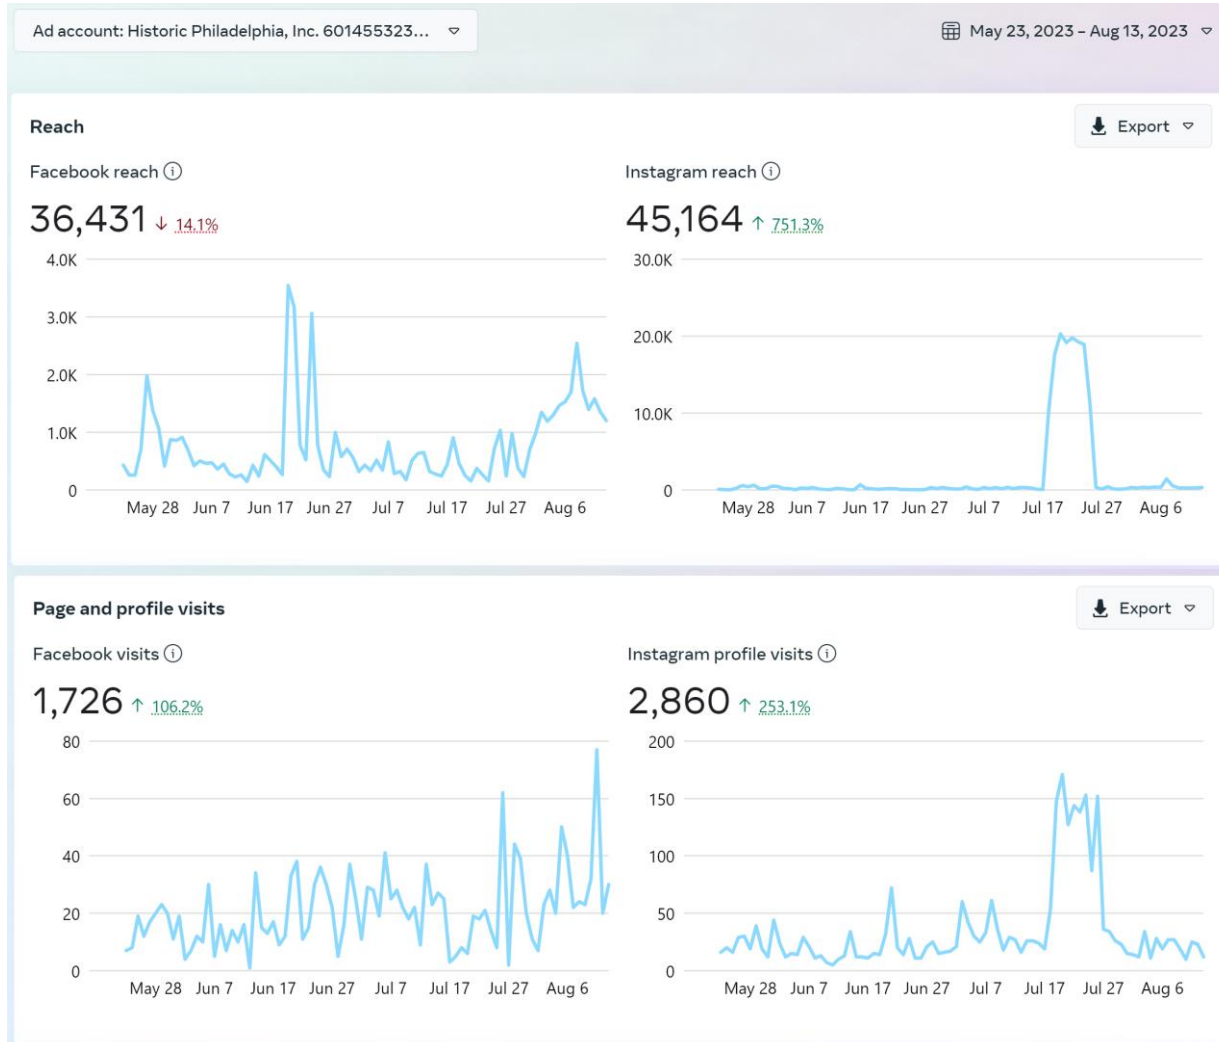 Ad account: Historic Philadelphia, Inc. 601455323...
May 23, 2023 – Aug 13, 2023
Reach
Export
Facebook reach
36,431 ↓ 14.1%
4.0K
3.0K
2.0K
1.0K
0
May 28 Jun 7 Jun 17 Jun 27 Jul 7 Jul 17 Jul 27 Aug 6
Instagram reach
45,164 ↑ 751.3%
30.0K
20.0K
10.0K
0
May 28 Jun 7 Jun 17 Jun 27 Jul 7 Jul 17 Jul 27 Aug 6
Page and profile visits
Export
Facebook visits
1,726 ↑ 106.2%
80
60
40
20
0
May 28 Jun 7 Jun 17 Jun 27 Jul 7 Jul 17 Jul 27 Aug 6
Instagram profile visits
2,860 ↑ 253.1%
200
150
100
50
0
May 28 Jun 7 Jun 17 Jun 27 Jul 7 Jul 17 Jul 27 Aug 6